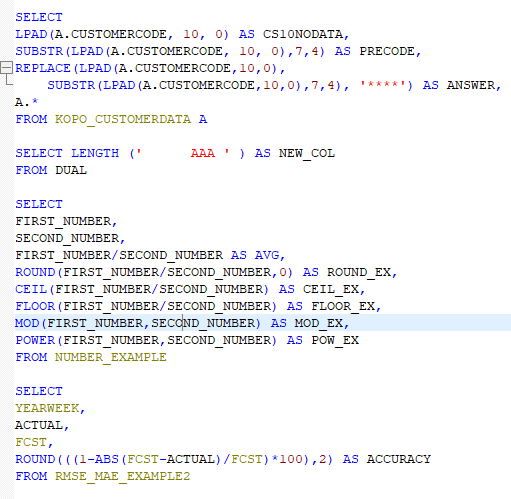 SELECT
LPAD(A.CUSTOMERCODE, 10, 0) AS CS10NODATA,
SUBSTR(LPAD(A.CUSTOMERCODE, 10, 0),7,4) AS PRECODE,
REPLACE(LPAD(A.CUSTOMERCODE,10,0),
    SUBSTR(LPAD(A.CUSTOMERCODE,10,0),7,4), '****') AS ANSWER,
A.*
FROM KOPO_CUSTOMERDATA A

SELECT LENGTH ('      AAA ' ) AS NEW_COL
FROM DUAL

SELECT
FIRST_NUMBER,
SECOND_NUMBER,
FIRST_NUMBER/SECOND_NUMBER AS AVG,
ROUND(FIRST_NUMBER/SECOND_NUMBER,0) AS ROUND_EX,
CEIL(FIRST_NUMBER/SECOND_NUMBER) AS CEIL_EX,
FLOOR(FIRST_NUMBER/SECOND_NUMBER) AS FLOOR_EX,
MOD(FIRST_NUMBER,SECOND_NUMBER) AS MOD_EX,
POWER(FIRST_NUMBER,SECOND_NUMBER) AS POW_EX
FROM NUMBER_EXAMPLE

SELECT
YEARWEEK,
ACTUAL,
FCST,
ROUND(((1-ABS(FCST-ACTUAL)/FCST)*100),2) AS ACCURACY
FROM RMSE_MAE_EXAMPLE2